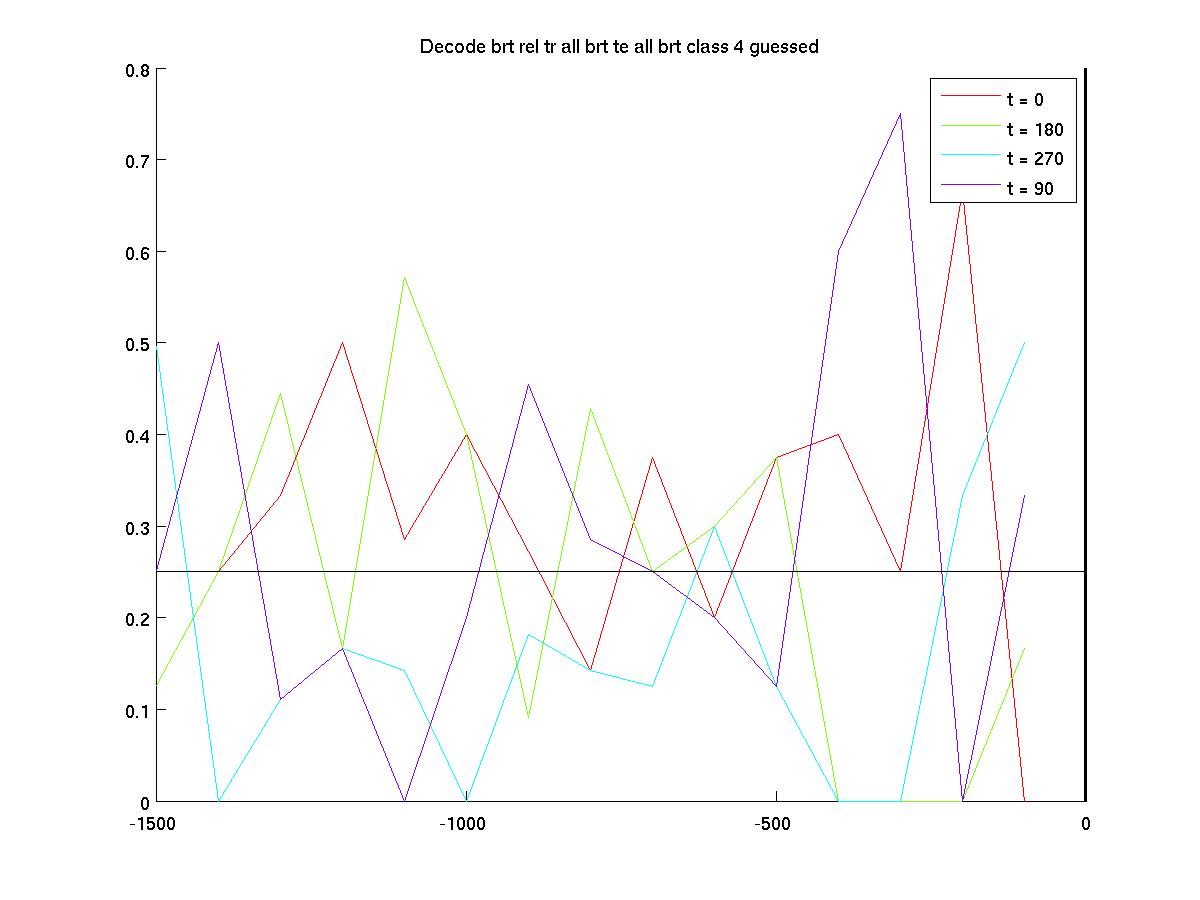 Decode brt rel tr all brt te all brt class 4 guessed
0.8
0.7
0.6
0.5
0.4
0.3
0.2
0.1
0
-1500
-1000
-500
0
t = 0
t = 180
t = 270
t = 90